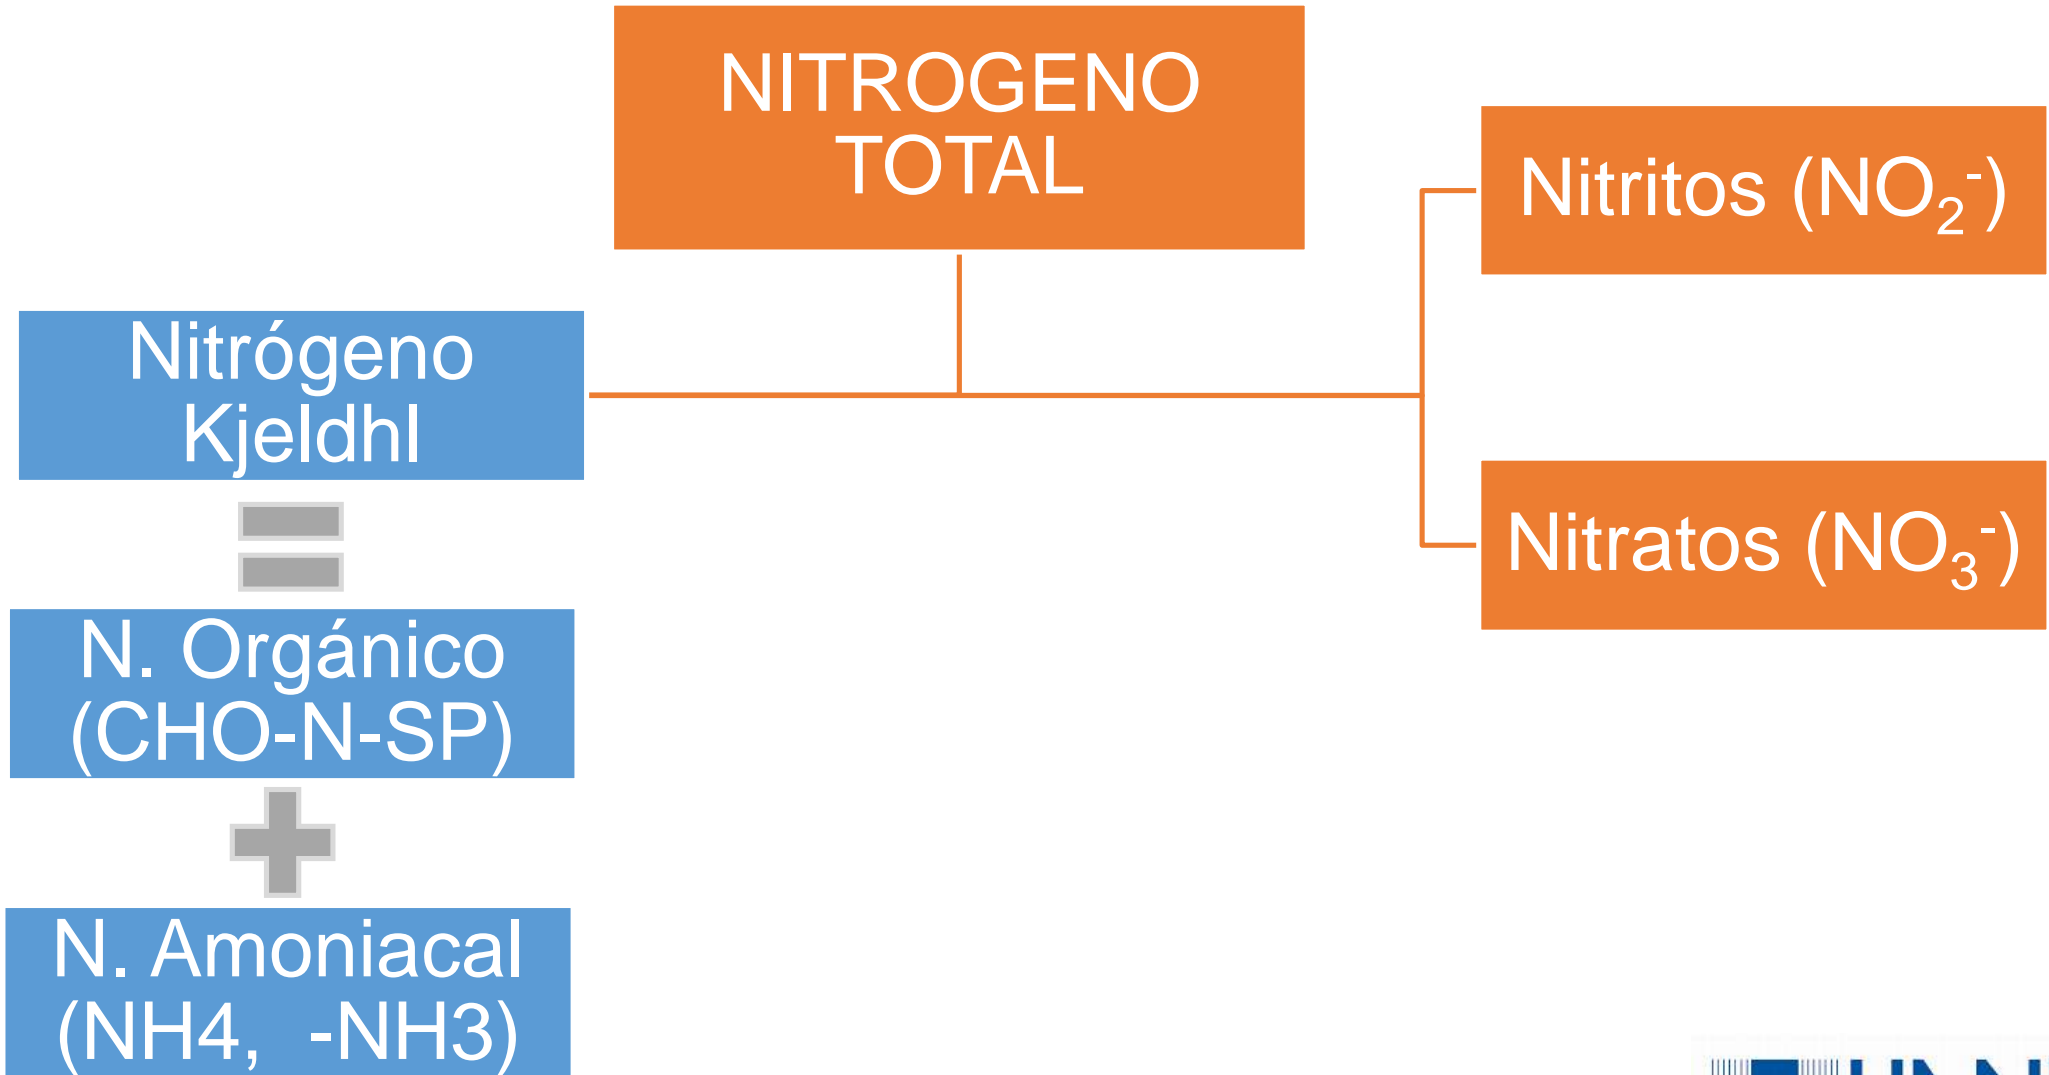 NITROGENO
TOTAL
Nitritos (NO₂⁻)
Nitrógeno
Kjeldhl
Nitratos (NO₃⁻)
N. Orgánico
(CHO-N-SP)
N. Amoniacal
(NH4, -NH3)